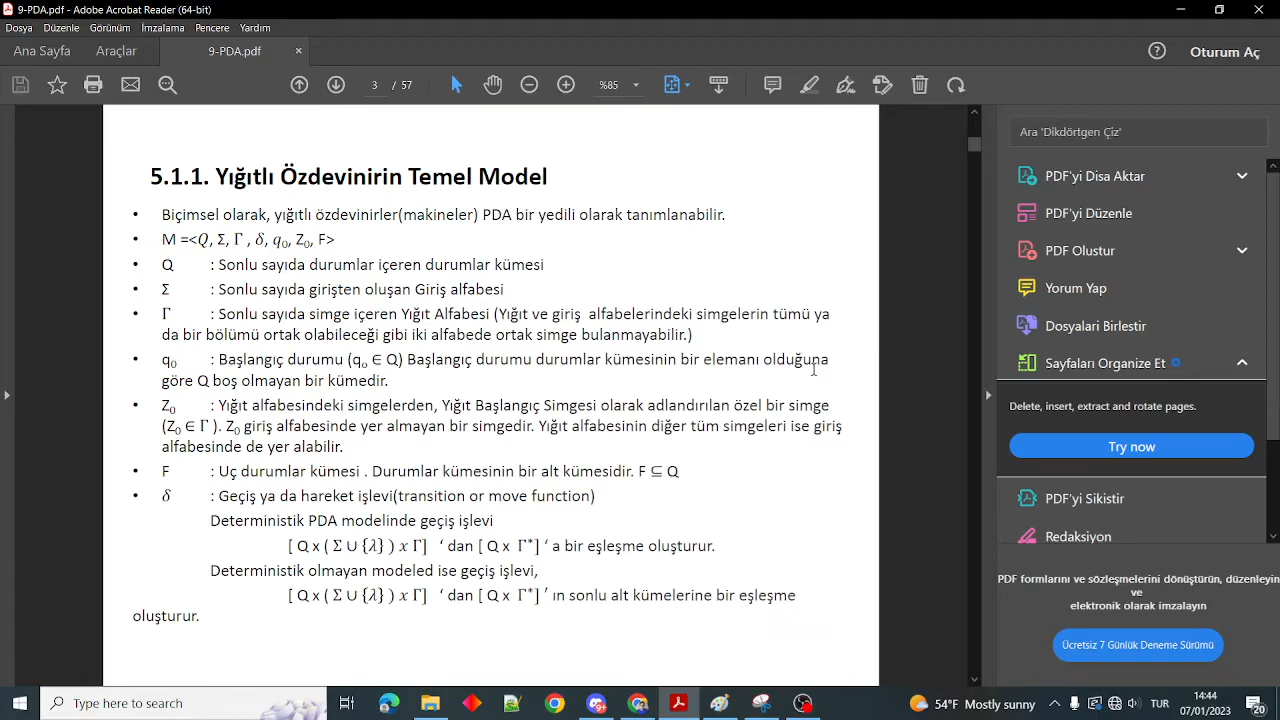 9-PDA.pdf - Adobe Acrobat Reader (64-bit)
Dosya Düzenle Görünüm İmzalama Pencere Yardım
Ana Sayfa Araçlar 9-PDA.pdf × Oturum Aç
3 / 57 %85
5.1.1. Yığıtlı Özdevinirin Temel Model
• Biçimsel olarak, yığıtlı özdevinirler(makineler) PDA bir yedili olarak tanımlanabilir.
• M =<Q, Σ, Γ , δ, q₀, Z₀, F>
• Q : Sonlu sayıda durumlar içeren durumlar kümesi
• Σ : Sonlu sayıda girişten oluşan Giriş alfabesi
• Γ : Sonlu sayıda simge içeren Yığıt Alfabesi (Yığıt ve giriş alfabelerindeki simgelerin tümü ya
da bir bölümü ortak olabileceği gibi iki alfabede ortak simge bulanmayabilir.)
• q₀ : Başlangıç durumu (q₀ ∈ Q) Başlangıç durumu durumlar kümesinin bir elemanı olduğuna
göre Q boş olmayan bir kümedir.
• Z₀ : Yığıt alfabesindeki simgelerden, Yığıt Başlangıç Simgesi olarak adlandırılan özel bir simge
(Z₀ ∈ Γ ). Z₀ giriş alfabesinde yer almayan bir simgedir. Yığıt alfabesinin diğer tüm simgeleri ise giriş
alfabesinde de yer alabilir.
• F : Uç durumlar kümesi . Durumlar kümesinin bir alt kümesidir. F ⊆ Q
• δ : Geçiş ya da hareket işlevi(transition or move function)
Deterministik PDA modelinde geçiş işlevi
[ Q x ( Σ ∪ {λ} ) x Γ] ‘ dan [ Q x Γ*] ‘ a bir eşleşme oluşturur.
Deterministik olmayan modeled ise geçiş işlevi,
[ Q x ( Σ ∪ {λ} ) x Γ] ‘ dan [ Q x Γ*] ’ ın sonlu alt kümelerine bir eşleşme
oluşturur.
Ara 'Dikdörtgen Çiz'
PDF'yi Disa Aktar
PDF'yi Düzenle
PDF Olustur
Yorum Yap
Dosyalari Birlestir
Sayfaları Organize Et
Delete, insert, extract and rotate pages.
Try now
PDF'yi Sikistir
Redaksiyon
PDF formlarını ve sözleşmelerini dönüştürün, düzenleyin
ve
elektronik olarak imzalayın
Ücretsiz 7 Günlük Deneme Sürümü
Type here to search
54°F Mostly sunny
TUR
14:44
07/01/2023
20